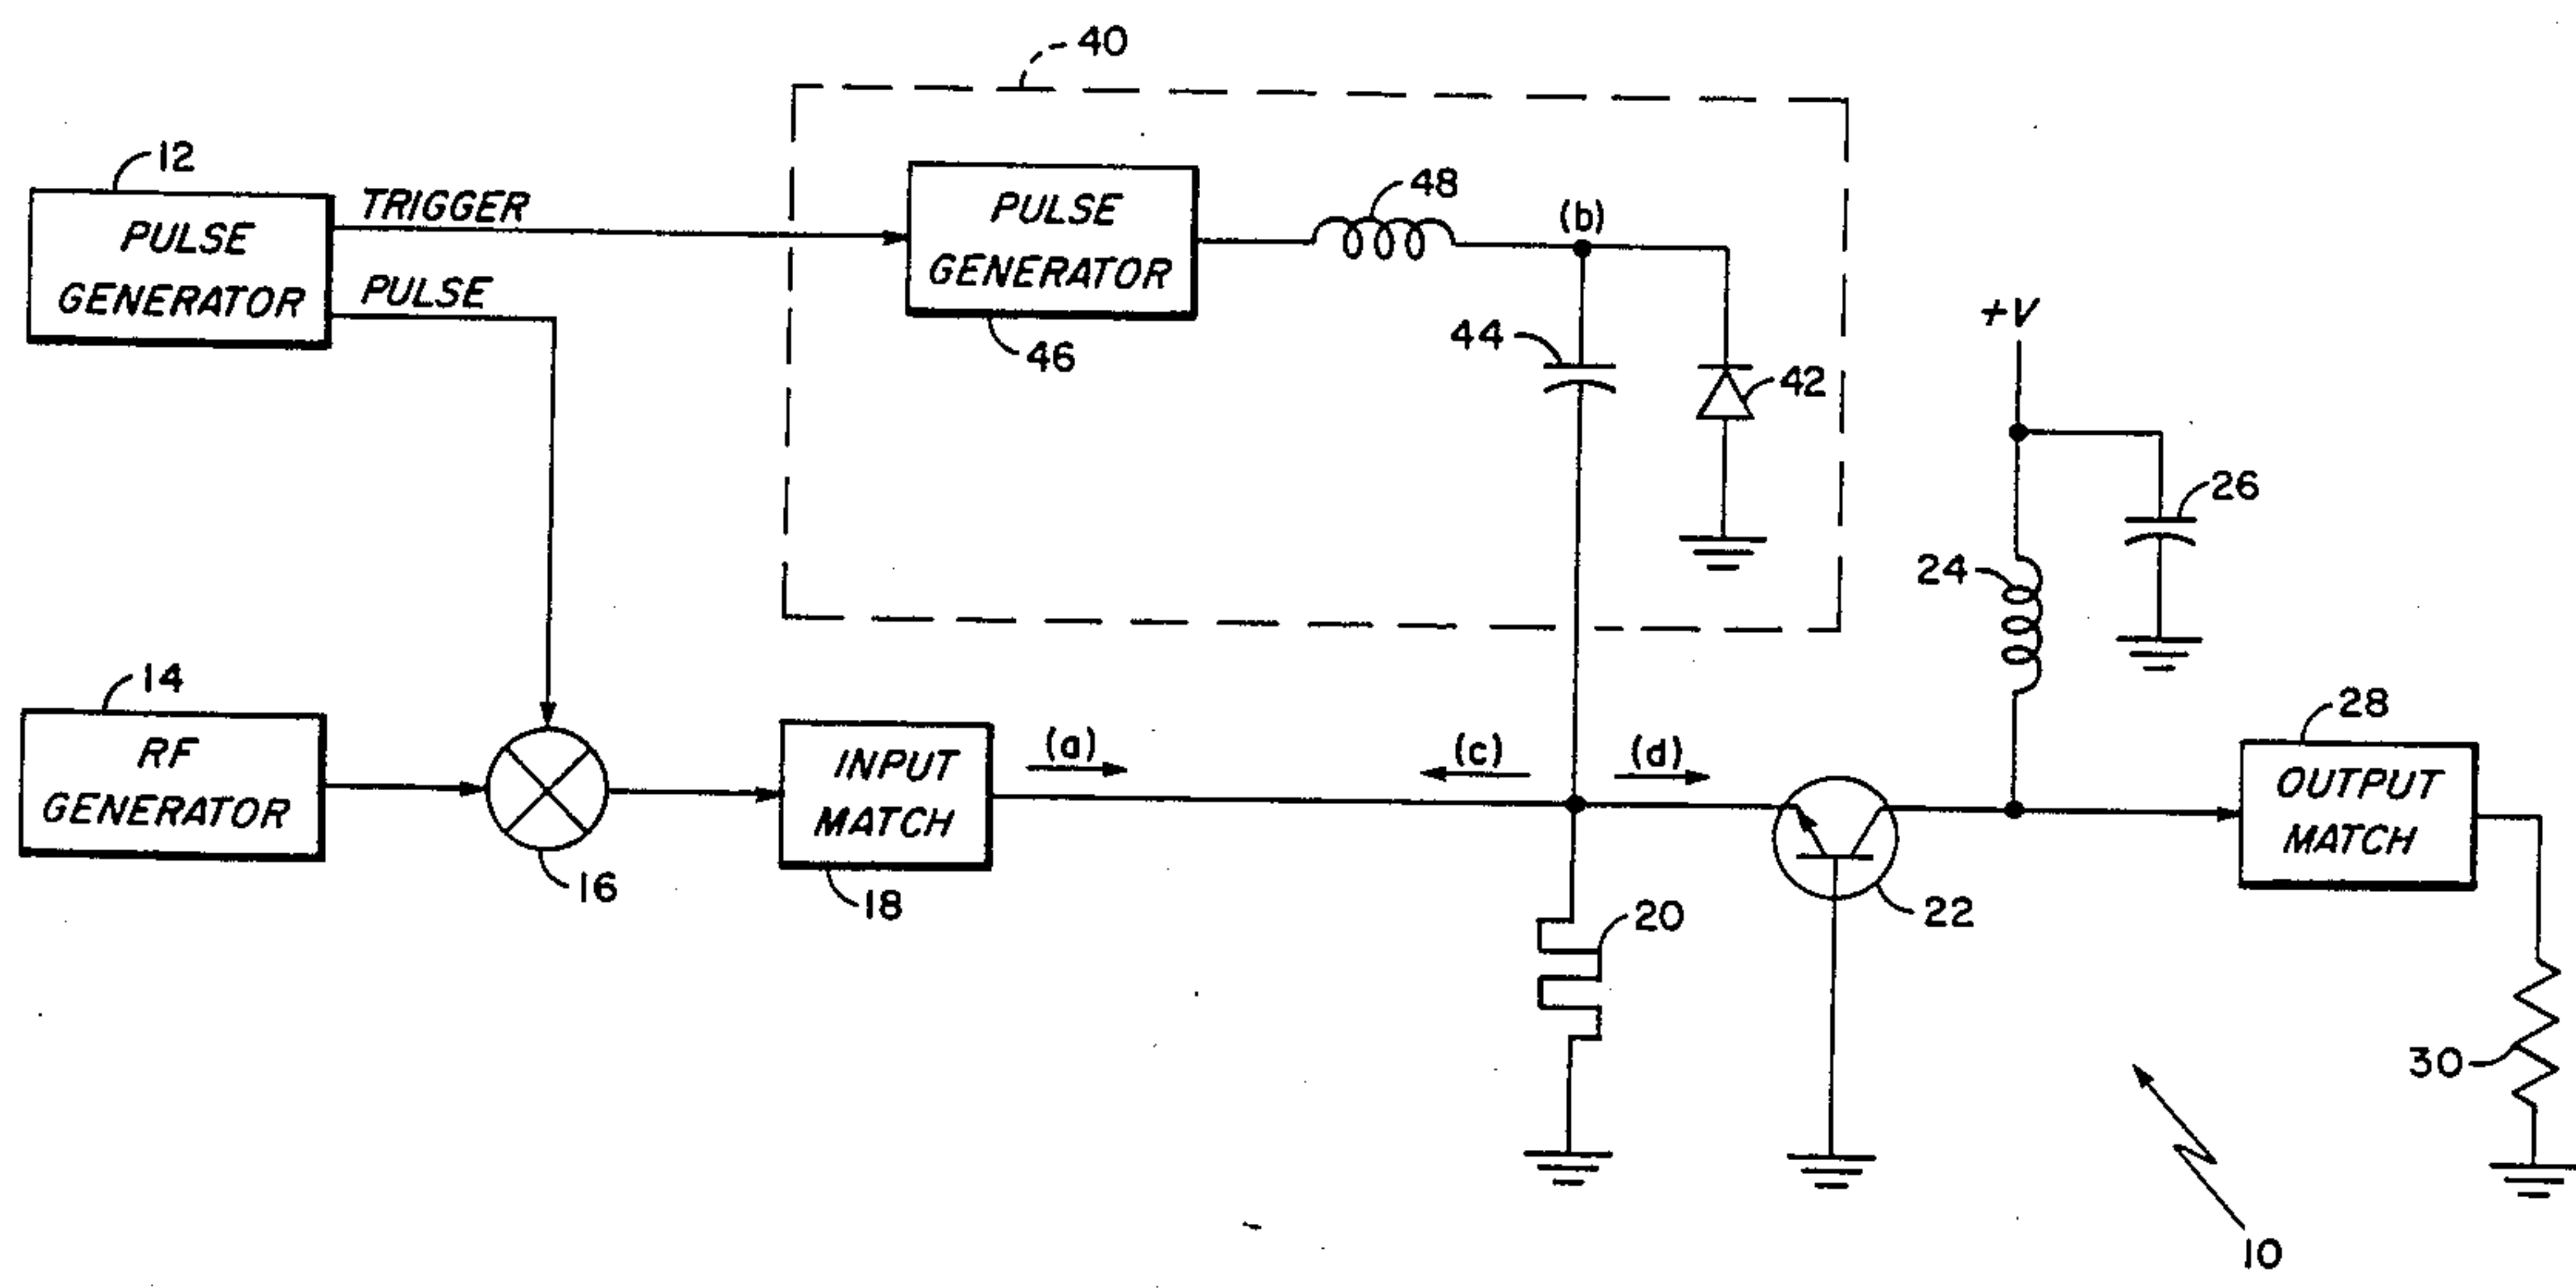 40
12
TRIGGER
PULSE
GENERATOR
PULSE
PULSE
GENERATOR
46
48
(b)
44
42
+V
26
24
14
RF
GENERATOR
16
INPUT
MATCH
18
(a)
(c)
(d)
20
22
28
OUTPUT
MATCH
30
10